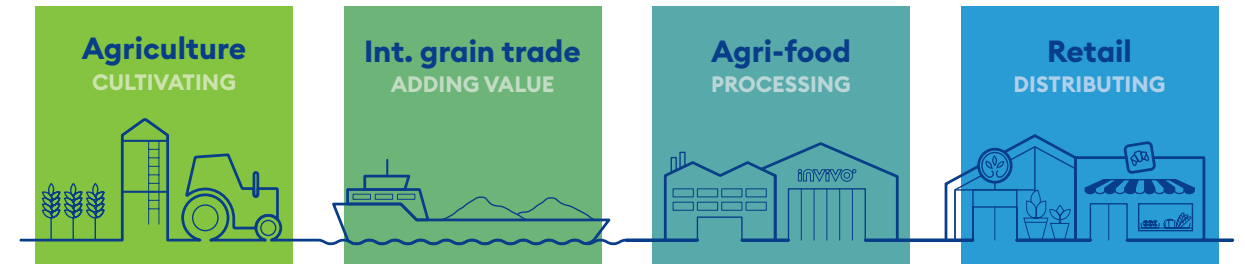 Agriculture
CULTIVATING
Int. grain trade
ADDING VALUE
Agri-food
PROCESSING
invivo
Retail
DISTRIBUTING